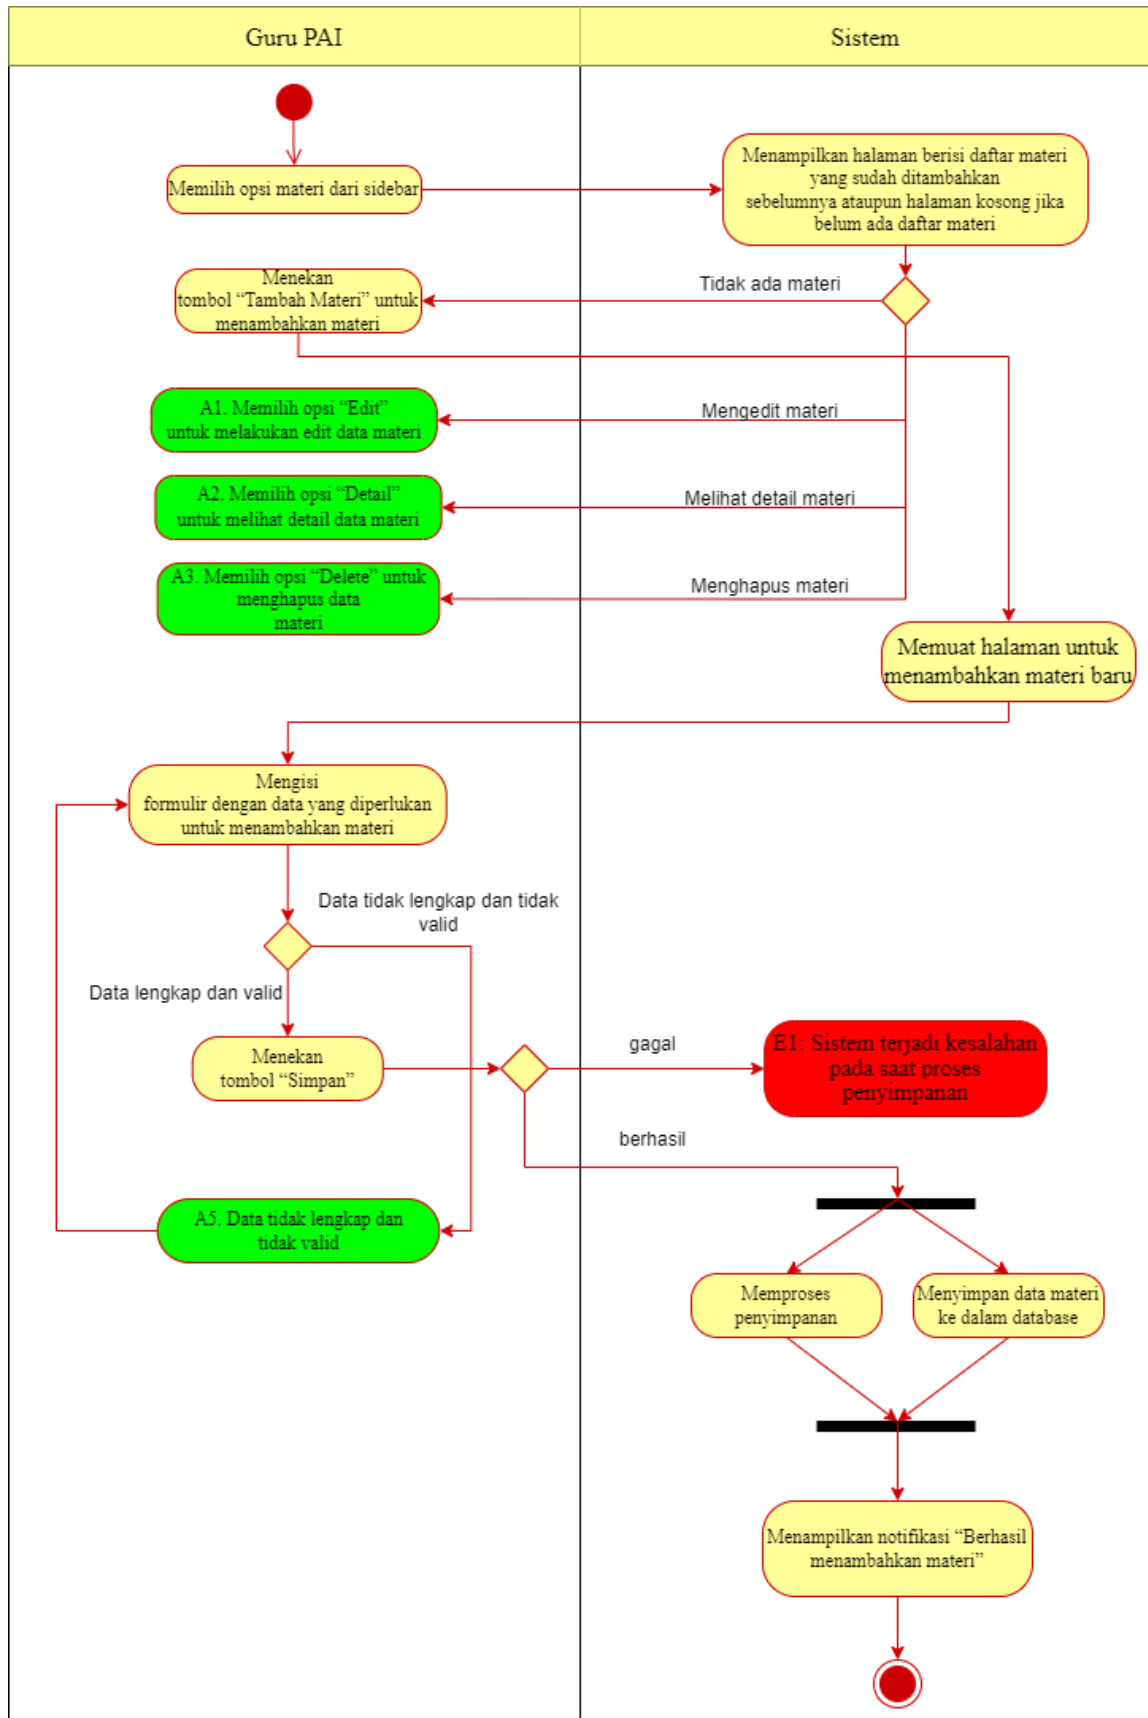 Guru PAI
Sistem
Memilih opsi materi dari sidebar
Menampilkan halaman berisi daftar materi
yang sudah ditambahkan
sebelumnya ataupun halaman kosong jika
belum ada daftar materi
Tidak ada materi
Menekan
tombol “Tambah Materi” untuk
menambahkan materi
Mengedit materi
A1. Memilih opsi “Edit”
untuk melakukan edit data materi
Melihat detail materi
A2. Memilih opsi “Detail”
untuk melihat detail data materi
Menghapus materi
A3. Memilih opsi “Delete” untuk
menghapus data
materi
Memuat halaman untuk
menambahkan materi baru
Mengisi
formulir dengan data yang diperlukan
untuk menambahkan materi
Data tidak lengkap dan tidak
valid
Data lengkap dan valid
Menekan
tombol “Simpan”
gagal
E1: Sistem terjadi kesalahan
pada saat proses
penyimpanan
berhasil
A5. Data tidak lengkap dan
tidak valid
Memproses
penyimpanan
Menyimpan data materi
ke dalam database
Menampilkan notifikasi “Berhasil
menambahkan materi”